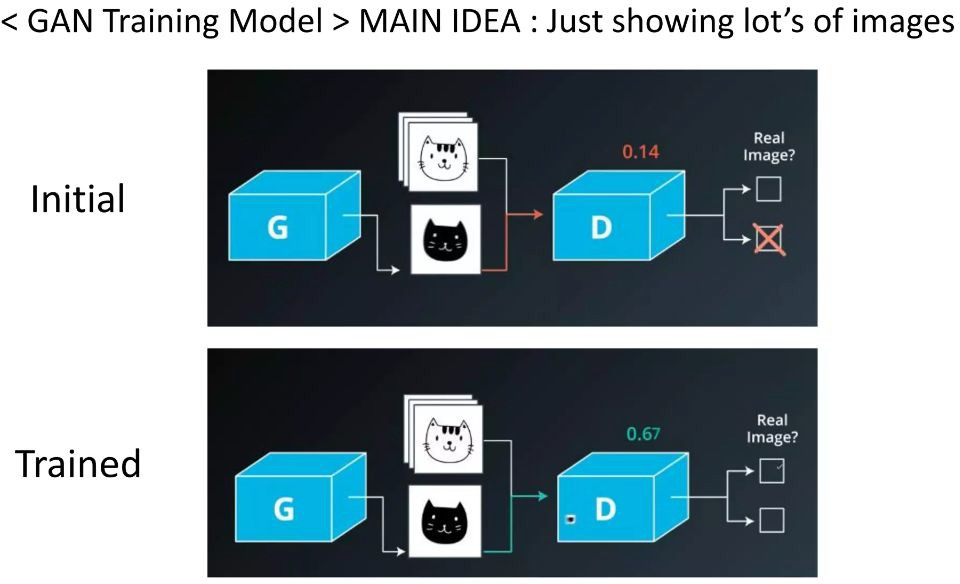 < GAN Training Model > MAIN IDEA : Just showing lot’s of images
Initial
G
0.14
D
Real
Image?
Trained
G
0.67
D
Real
Image?